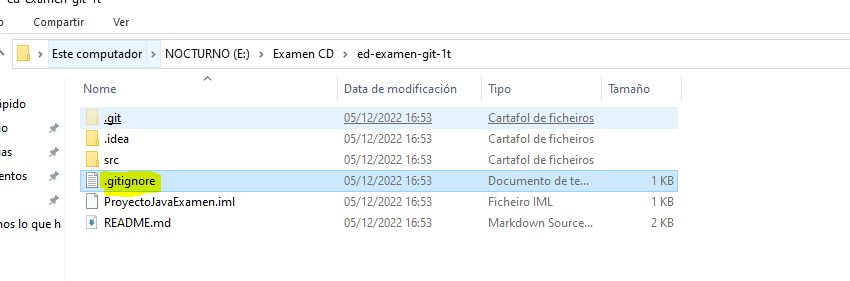 ed-examen-git-1t
Compartir Ver
Este computador NOCTURNO (E:) Examen CD ed-examen-git-1t
Nome Data de modificación Tipo Tamaño
.git 05/12/2022 16:53 Cartafol de ficheiros
.idea 05/12/2022 16:53 Cartafol de ficheiros
src 05/12/2022 16:53 Cartafol de ficheiros
.gitignore 05/12/2022 16:53 Documento de te... 1 KB
ProyectoJavaExamen.iml 05/12/2022 16:53 Ficheiro IML 1 KB
README.md 05/12/2022 16:53 Markdown Source... 2 KB
ápido
io
gas
entos
nos lo que ha